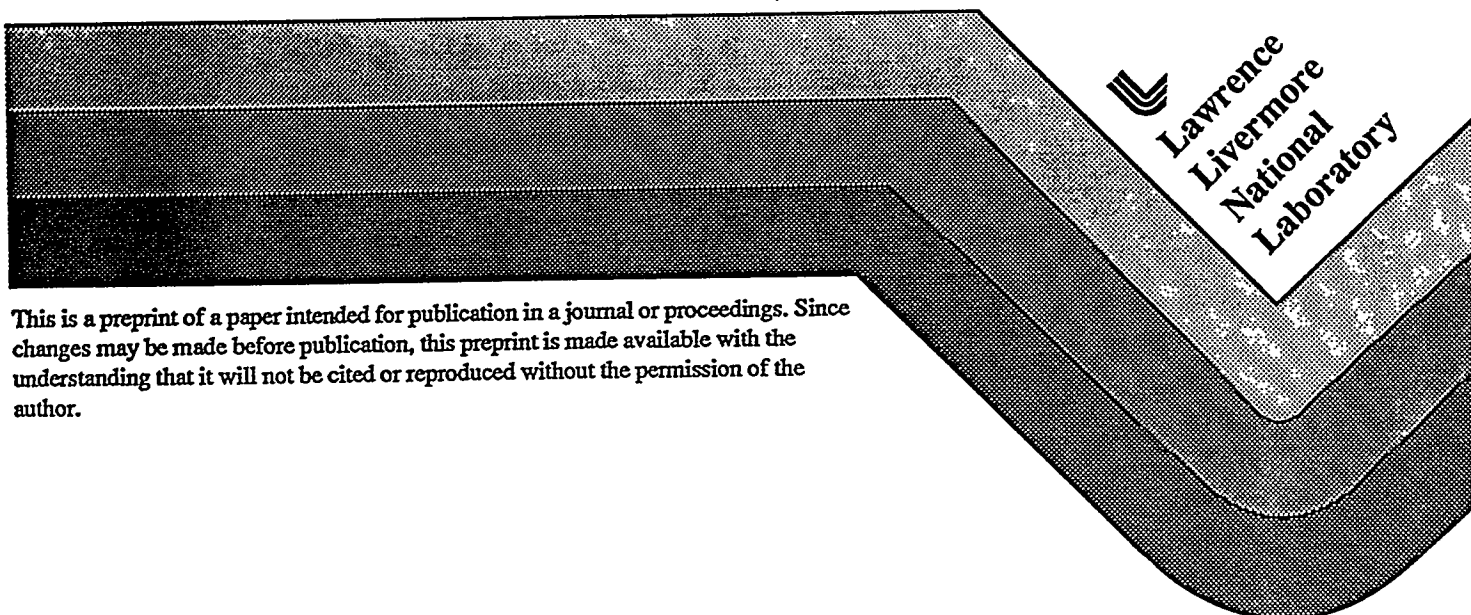 Lawrence
Livermore
National
Laboratory
This is a preprint of a paper intended for publication in a journal or proceedings. Since
changes may be made before publication, this preprint is made available with the
understanding that it will not be cited or reproduced without the permission of the
author.